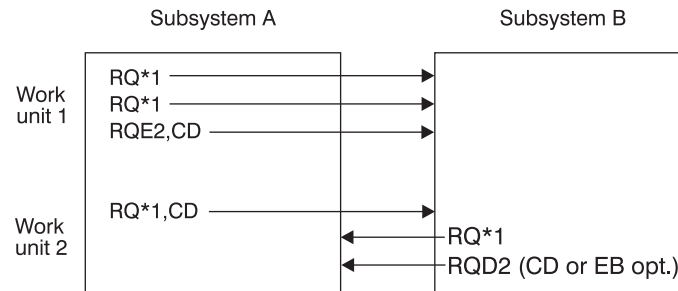 Subsystem A
Subsystem B
Work
unit 1
RQ*1
RQ*1
RQE2,CD
Work
unit 2
RQ*1,CD
RQ*1
RQD2 (CD or EB opt.)